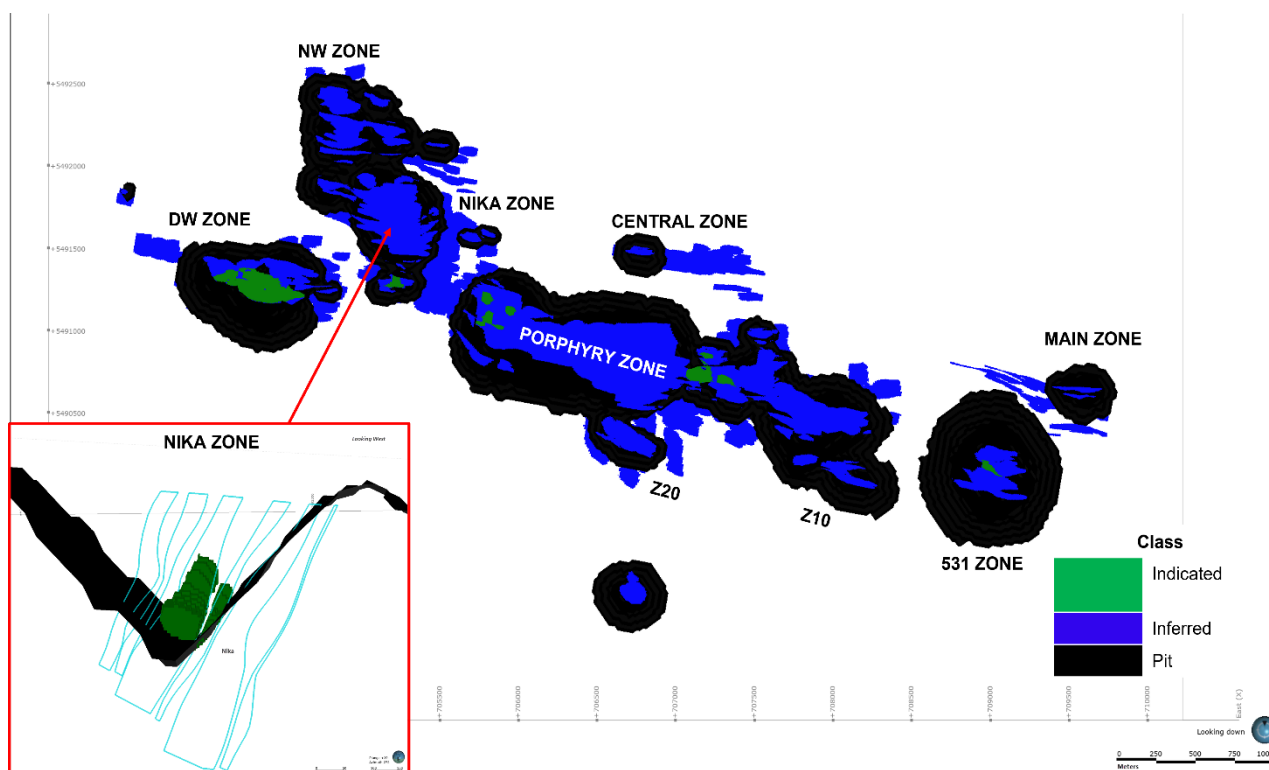 NW ZONE
+5492500
+5492000
DW ZONE
NIKA ZONE
CENTRAL ZONE
+5491500
+5491000
PORPHYRY ZONE
MAIN ZONE
+5490500
Z20
Z10
531 ZONE
NIKA ZONE
Looking West
Nika
Class
Indicated
Inferred
Pit
+705500
+706000
+706500
+707000
+707500
+708000
+708500
+709000
+709500
+710000
East (X)
Looking down
0 250 500 750
Meters